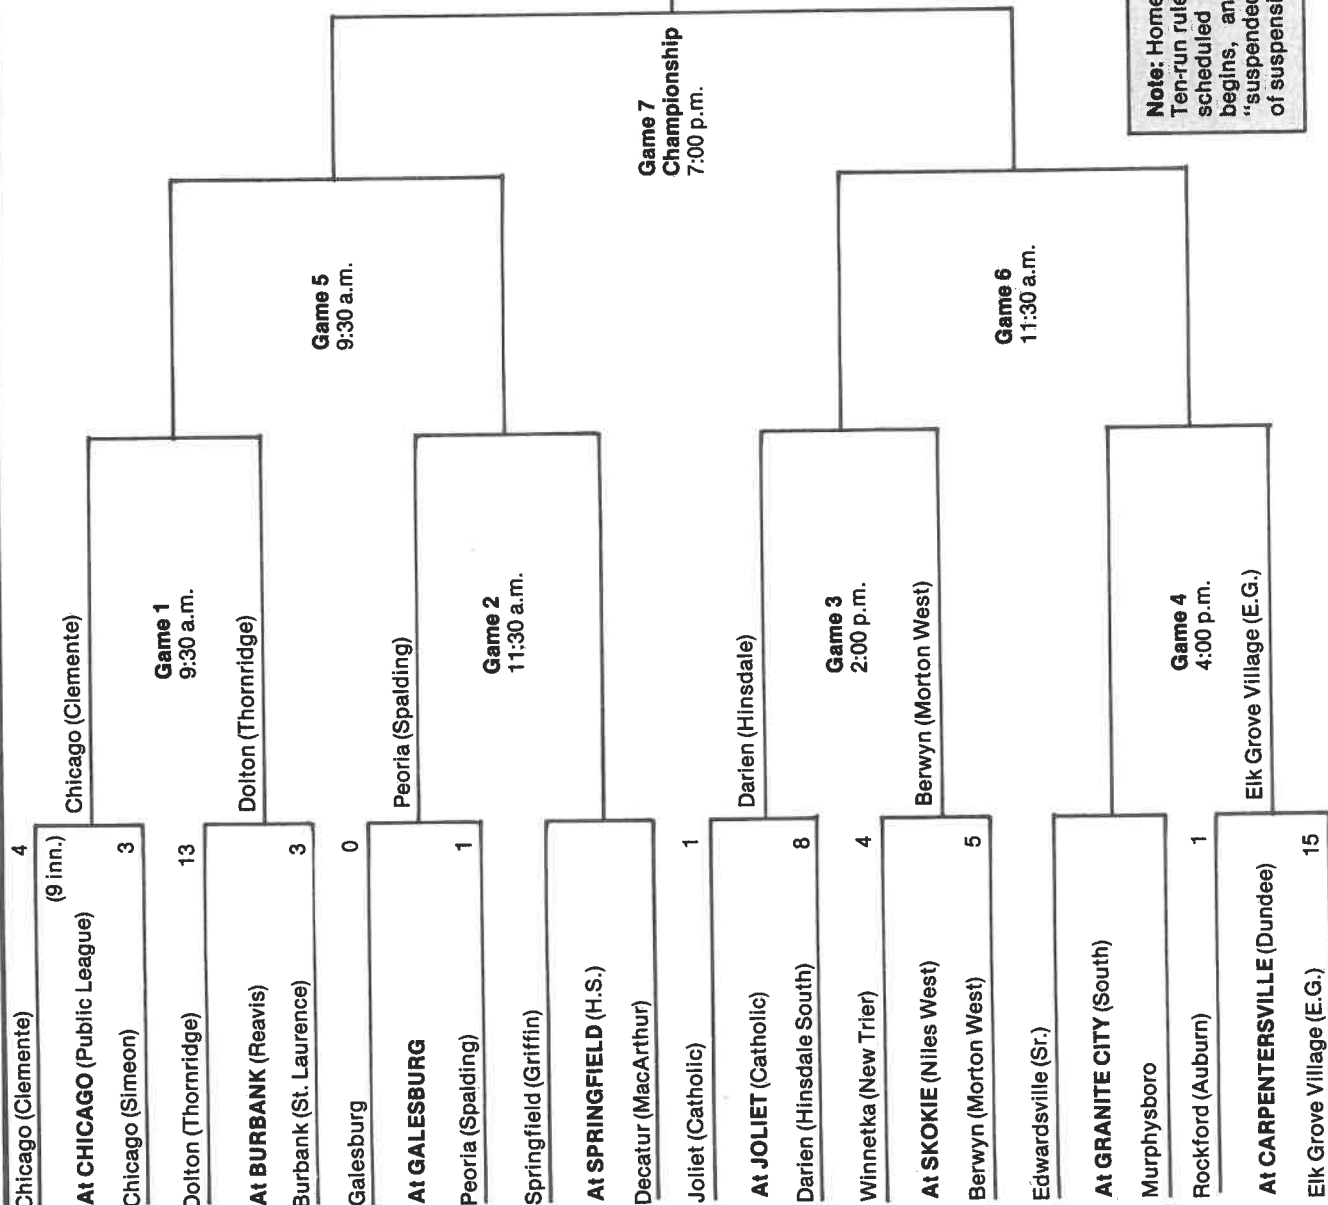 Chicago (Clemente) 4
(9 inn.)
At CHICAGO (Public League)
Chicago (Simeon) 3
Chicago (Clemente)
Game 1
9:30 a.m.
Dolton (Thornridge) 13
At BURBANK (Reavis)
Burbank (St. Laurence) 3
Dolton (Thornridge)
Game 5
9:30 a.m.
Galesburg 0
At GALESBURG
Peoria (Spalding) 1
Peoria (Spalding)
Game 2
11:30 a.m.
Springfield (Griffin)
At SPRINGFIELD (H.S.)
Decatur (MacArthur)
Game 7
Championship
7:00 p.m.
Joliet (Catholic) 1
At JOLIET (Catholic)
Darien (Hinsdale South) 8
Darien (Hinsdale)
Game 3
2:00 p.m.
Winnetka (New Trier) 4
At SKOKIE (Niles West)
Berwyn (Morton West) 5
Berwyn (Morton West)
Game 6
11:30 a.m.
Edwardsville (Sr.)
At GRANITE CITY (South)
Murphysboro
Game 4
4:00 p.m.
Rockford (Auburn) 1
At CARPENTERSVILLE (Dundee)
Elk Grove Village (E.G.) 15
Elk Grove Village (E.G.)
Note: Home
Ten-run rule
scheduled
begins, an
"suspended
of suspensi